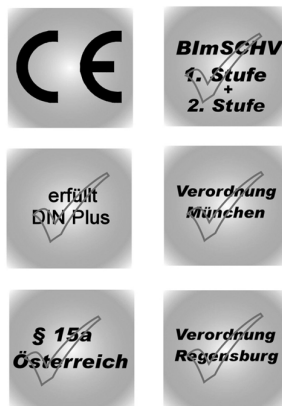 CE
BImSCHV
1. Stufe
+
2. Stufe
erfüllt
DIN Plus
Verordnung
München
§ 15a
Österreich
Verordnung
Regensburg